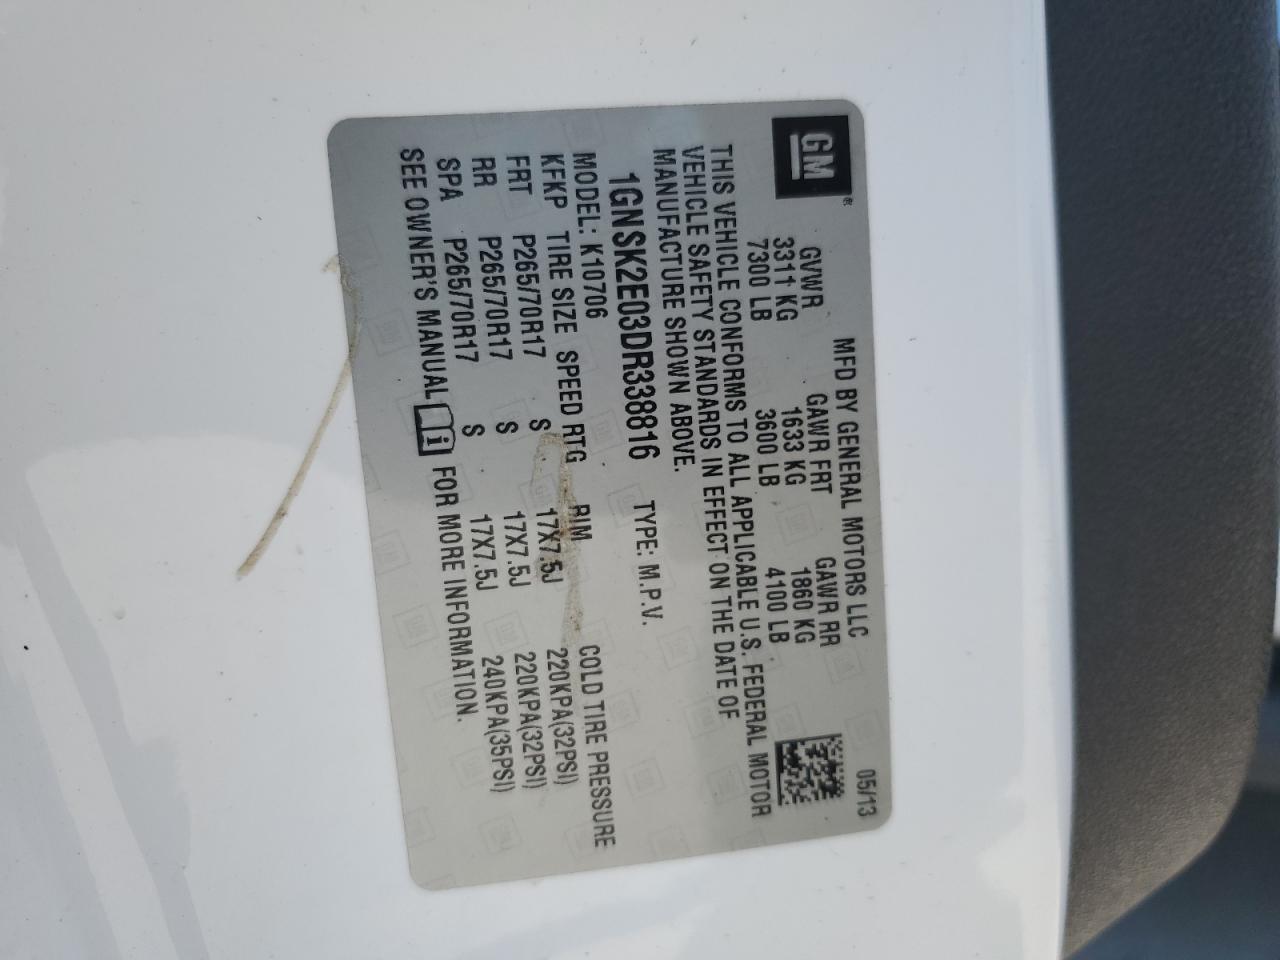 GM®
MFD BY GENERAL MOTORS LLC 05/13
GVWR GAWR FRT GAWR RR
3311 KG 1633 KG 1860 KG
7300 LB 3600 LB 4100 LB
THIS VEHICLE CONFORMS TO ALL APPLICABLE U.S. FEDERAL MOTOR
VEHICLE SAFETY STANDARDS IN EFFECT ON THE DATE OF
MANUFACTURE SHOWN ABOVE.
1GNSK2E03DR338816 TYPE: M.P.V.
MODEL: K10706
KFKP TIRE SIZE SPEED RTG RIM COLD TIRE PRESSURE
FRT P265/70R17 S 17X7.5J 220KPA(32PSI)
RR P265/70R17 S 17X7.5J 220KPA(32PSI)
SPA P265/70R17 S 17X7.5J 240KPA(35PSI)
SEE OWNER'S MANUAL i FOR MORE INFORMATION.